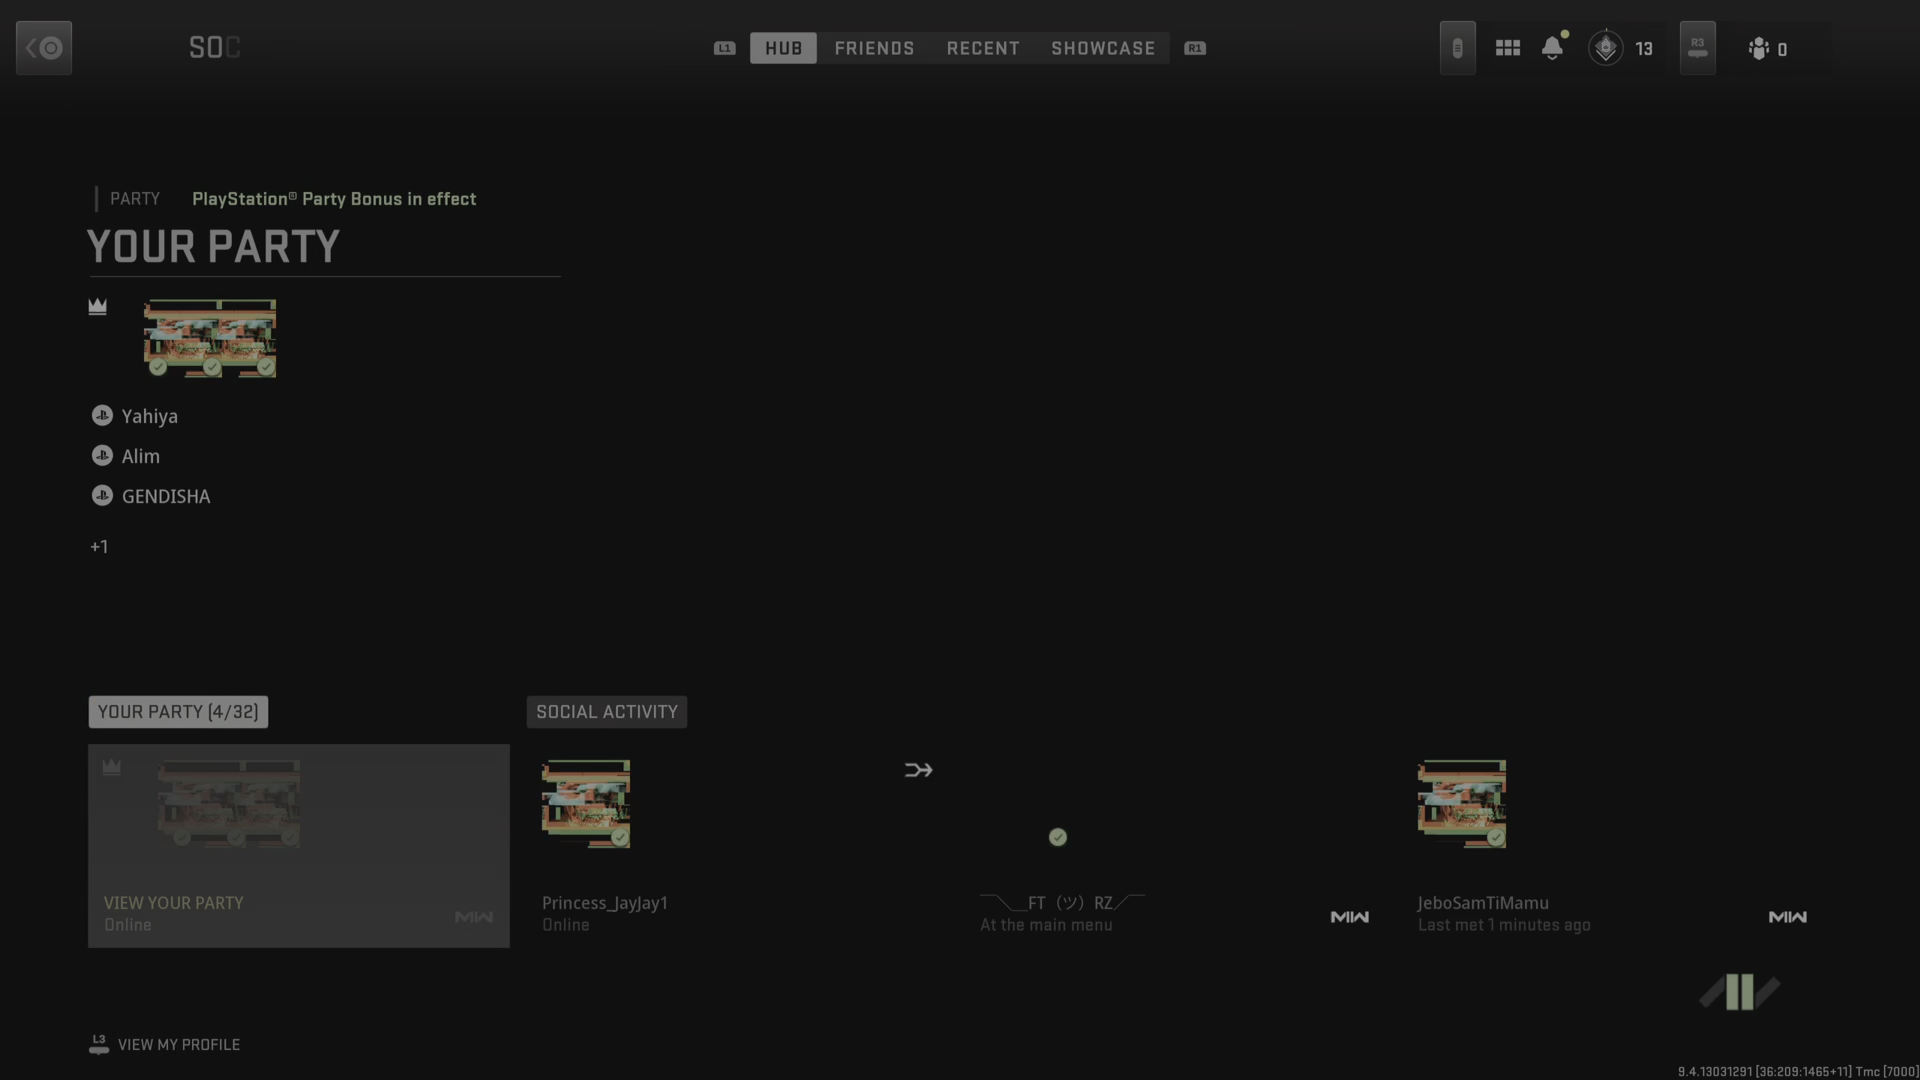 SOC
L1 HUB FRIENDS RECENT SHOWCASE R1
13
R3
0
PARTY PlayStation® Party Bonus in effect
YOUR PARTY
Yahiya
Alim
GENDISHA
+1
YOUR PARTY (4/32)
SOCIAL ACTIVITY
VIEW YOUR PARTY
Online
MW
Princess_JayJay1
Online
￣╲__FT (ツ) RZ╱￣
At the main menu
MW
JeboSamTiMamu
Last met 1 minutes ago
MW
L3 VIEW MY PROFILE
9.4.13031291 [36:209:1465+11] Tmc [7000]